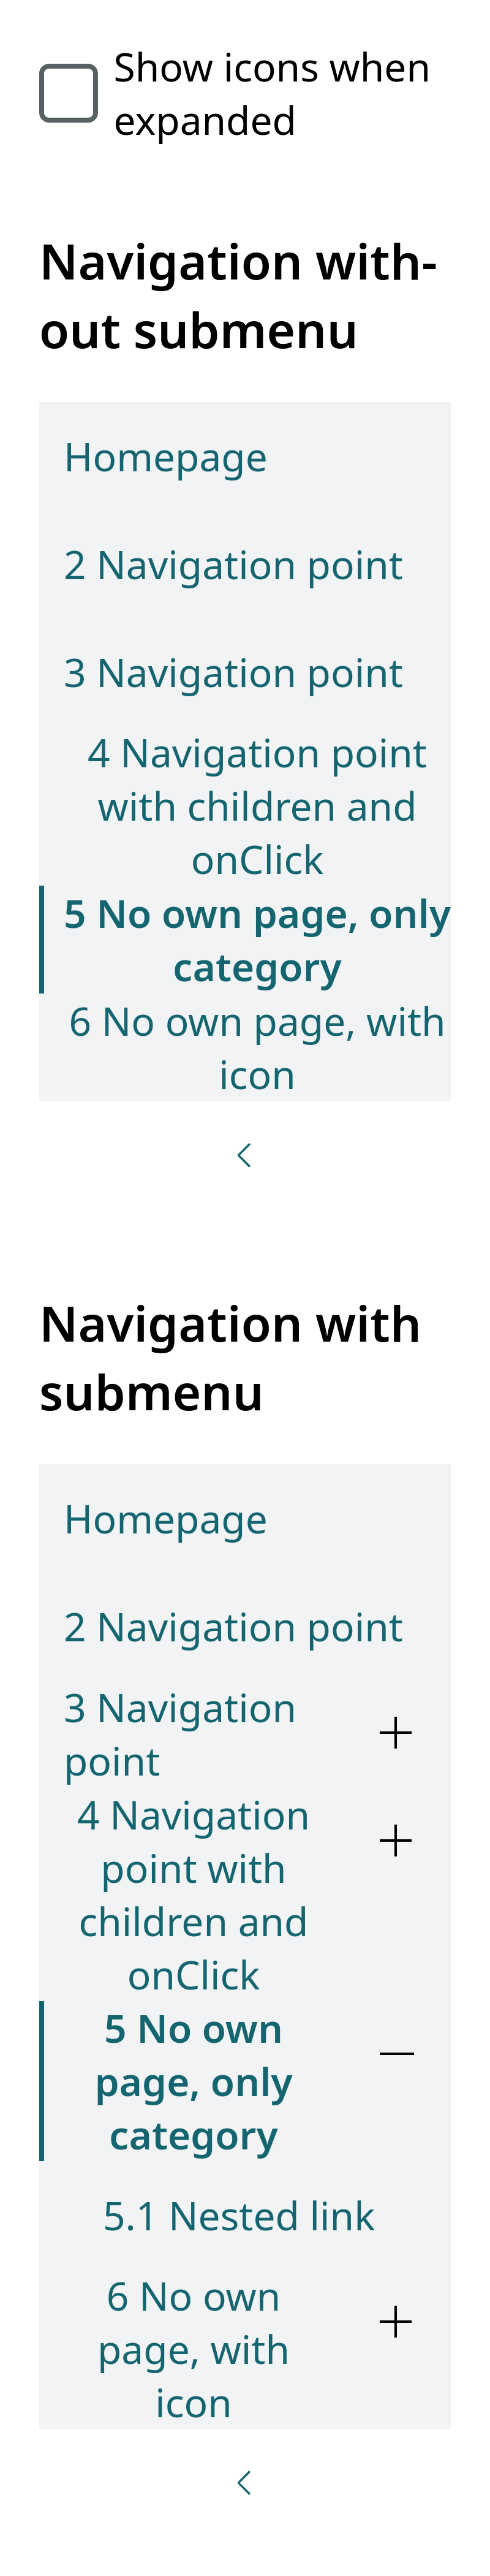 Show icons when
expanded
Navigation with-
out submenu
Homepage
2 Navigation point
3 Navigation point
4 Navigation point
with children and
onClick
5 No own page, only
category
6 No own page, with
icon
Navigation with
submenu
Homepage
2 Navigation point
3 Navigation
point
4 Navigation
point with
children and
onClick
5 No own
page, only
category
5.1 Nested link
6 No own
page, with
icon